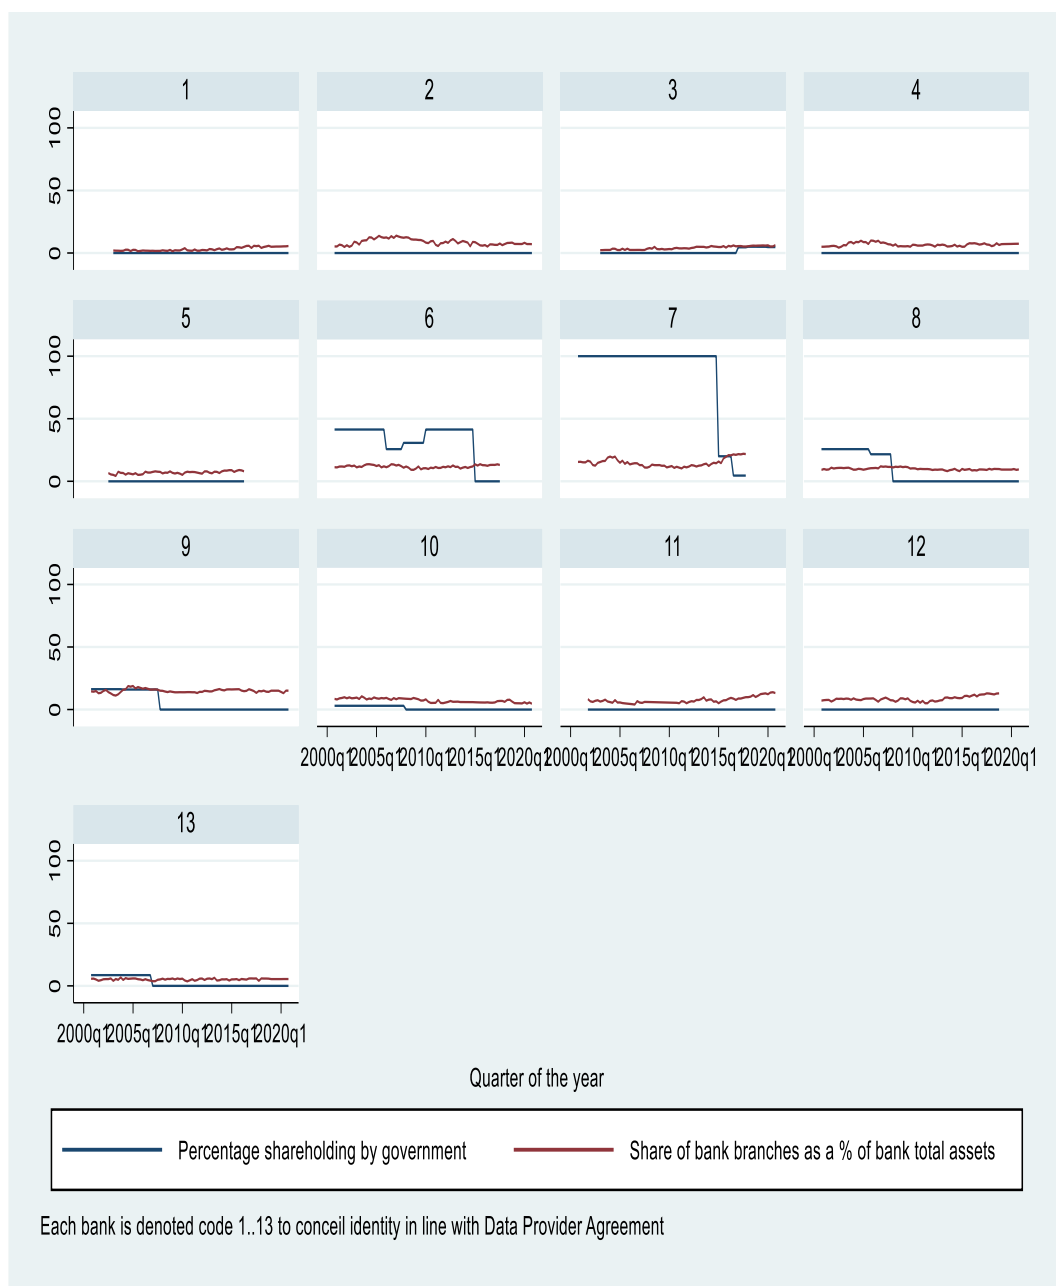 1 2 3 4
100
50
0
5 6 7 8
100
50
0
9 10 11 12
100
50
0
2000q1 2005q1 2010q1 2015q1 2020q1 2000q1 2005q1 2010q1 2015q1 2020q1 2000q1 2005q1 2010q1 2015q1 2020q1
13
100
50
0
2000q1 2005q1 2010q1 2015q1 2020q1
Quarter of the year
Percentage shareholding by government Share of bank branches as a % of bank total assets
Each bank is denoted code 1..13 to conceil identity in line with Data Provider Agreement